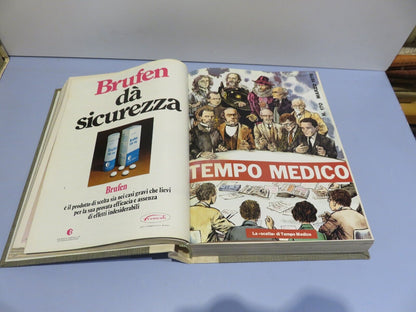 Brufen
dà
sicurezza
Brufen
è il prodotto di scelta sia nei casi gravi che lievi
per la sua provata efficacia e assenza
di effetti indesiderabili
TEMPO MEDICO
La «scelta» di Tempo Medico